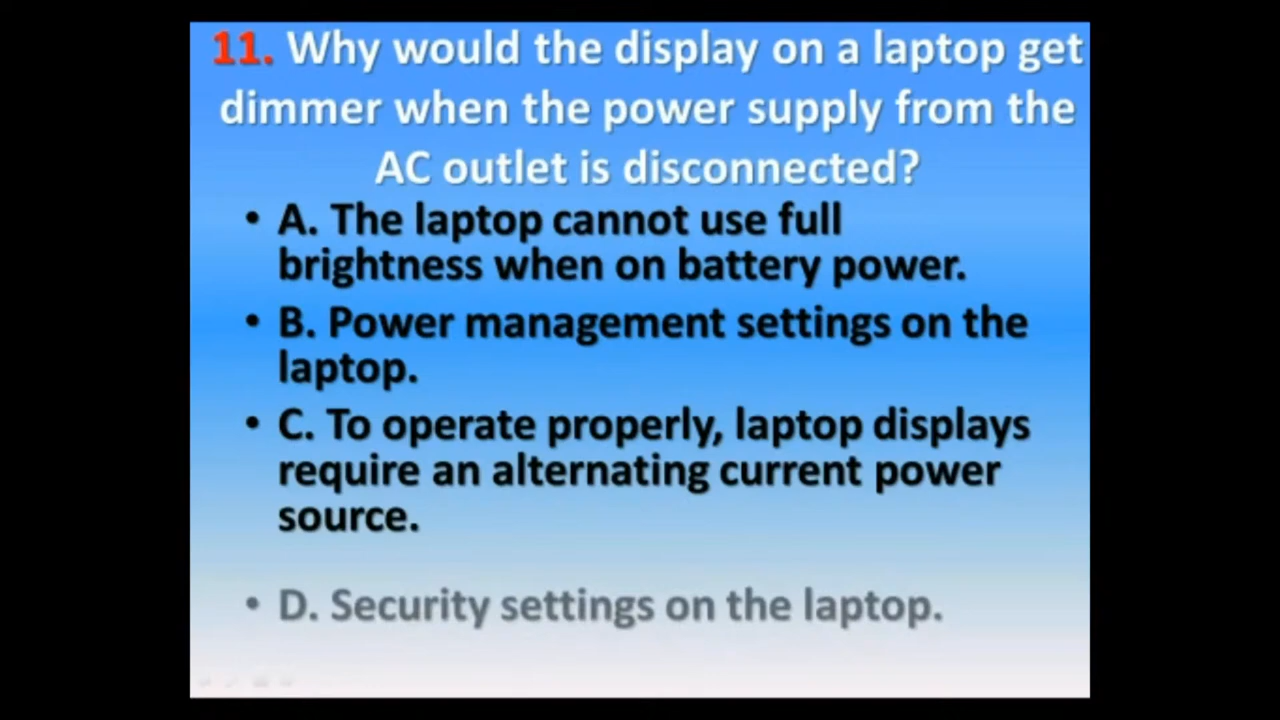 11. Why would the display on a laptop get
dimmer when the power supply from the
AC outlet is disconnected?
• A. The laptop cannot use full
brightness when on battery power.
• B. Power management settings on the
laptop.
• C. To operate properly, laptop displays
require an alternating current power
source.
• D. Security settings on the laptop.